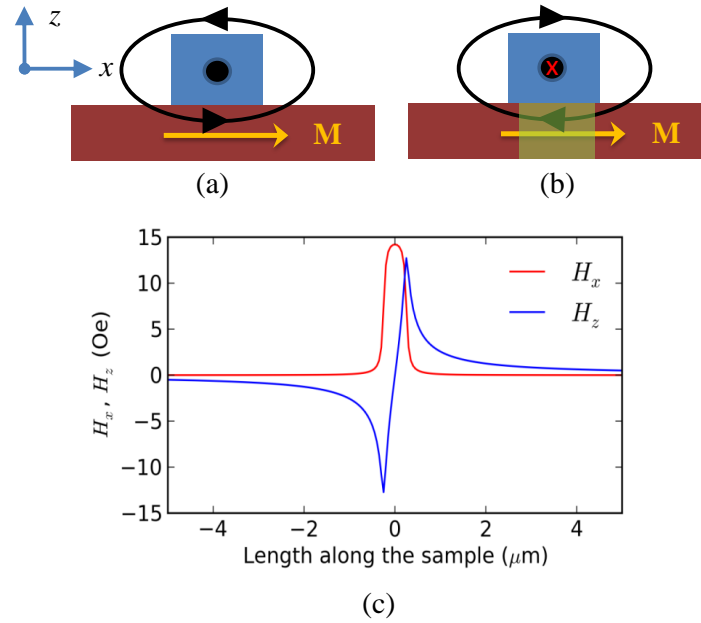 z
x
M
(a)
X
M
(b)
15
10
5
0
−5
−10
−15
H_x, H_z (Oe)
H_x
H_z
−4 −2 0 2 4
Length along the sample (μm)
(c)